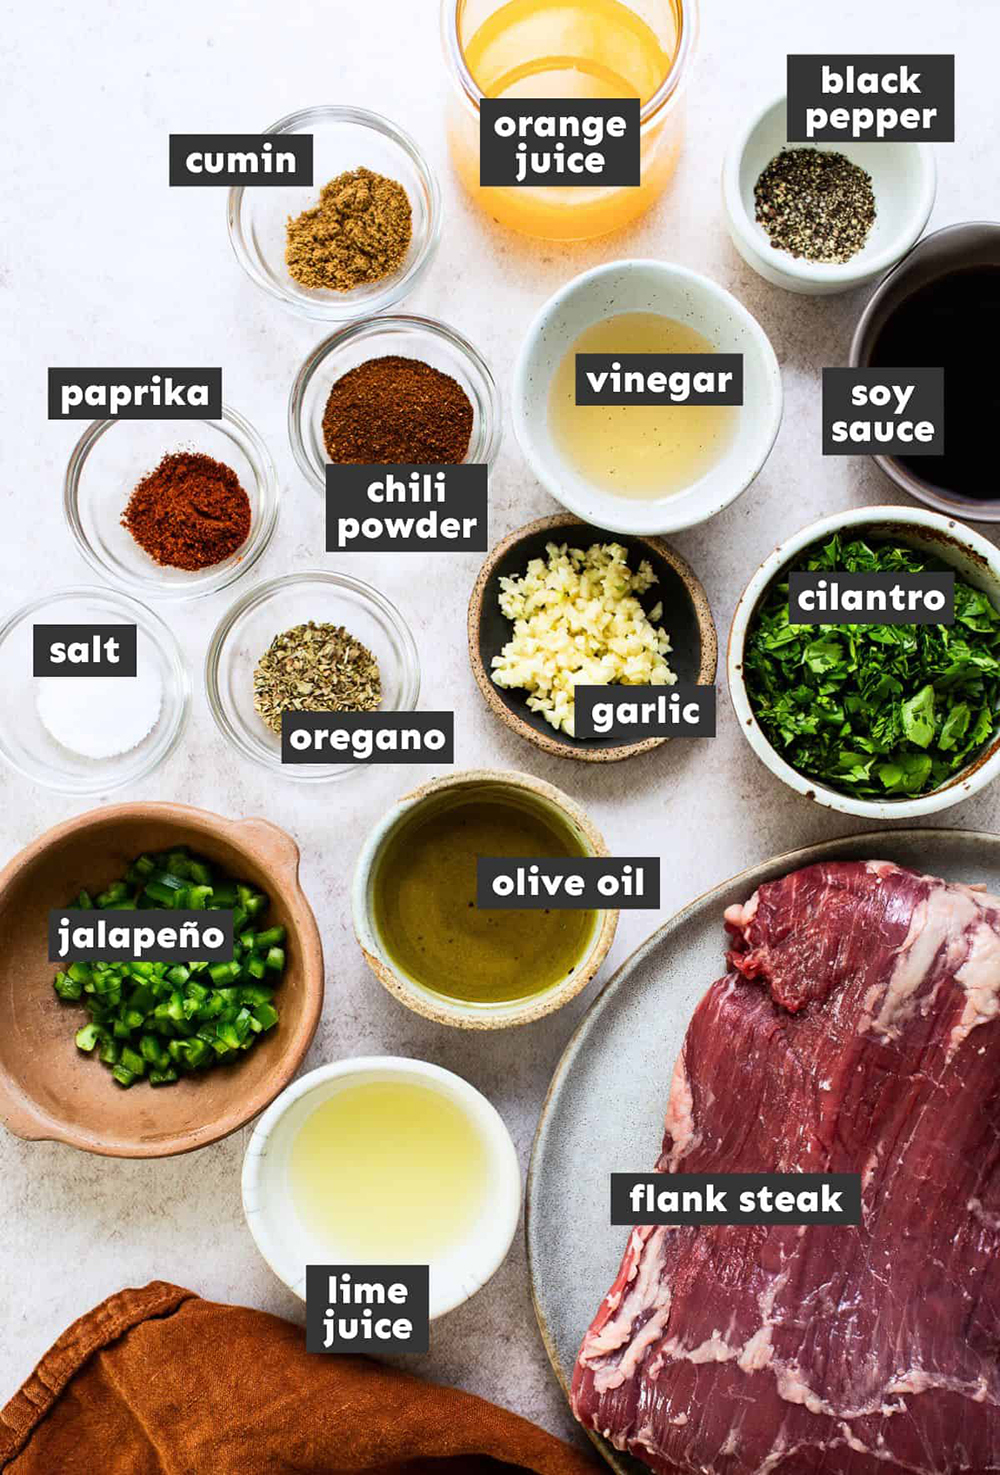 orange
juice
black
pepper
cumin
vinegar
paprika
soy
sauce
chili
powder
cilantro
salt
garlic
oregano
olive oil
jalapeño
flank steak
lime
juice